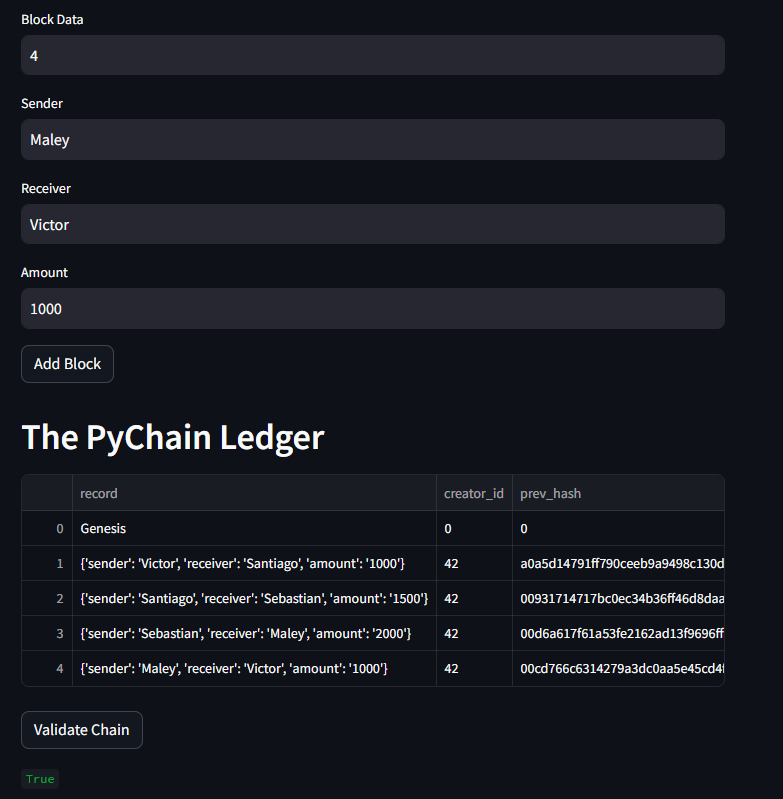 Block Data
4
Sender
Maley
Receiver
Victor
Amount
1000
Add Block
The PyChain Ledger
record creator_id prev_hash
0 Genesis 0 0
1 {'sender': 'Victor', 'receiver': 'Santiago', 'amount': '1000'} 42 a0a5d14791ff790ceeb9a9498c130d
2 {'sender': 'Santiago', 'receiver': 'Sebastian', 'amount': '1500'} 42 00931714717bc0ec34b36ff46d8daa
3 {'sender': 'Sebastian', 'receiver': 'Maley', 'amount': '2000'} 42 00d6a617f61a53fe2162ad13f9696ff
4 {'sender': 'Maley', 'receiver': 'Victor', 'amount': '1000'} 42 00cd766c6314279a3dc0aa5e45cd4f
Validate Chain
True